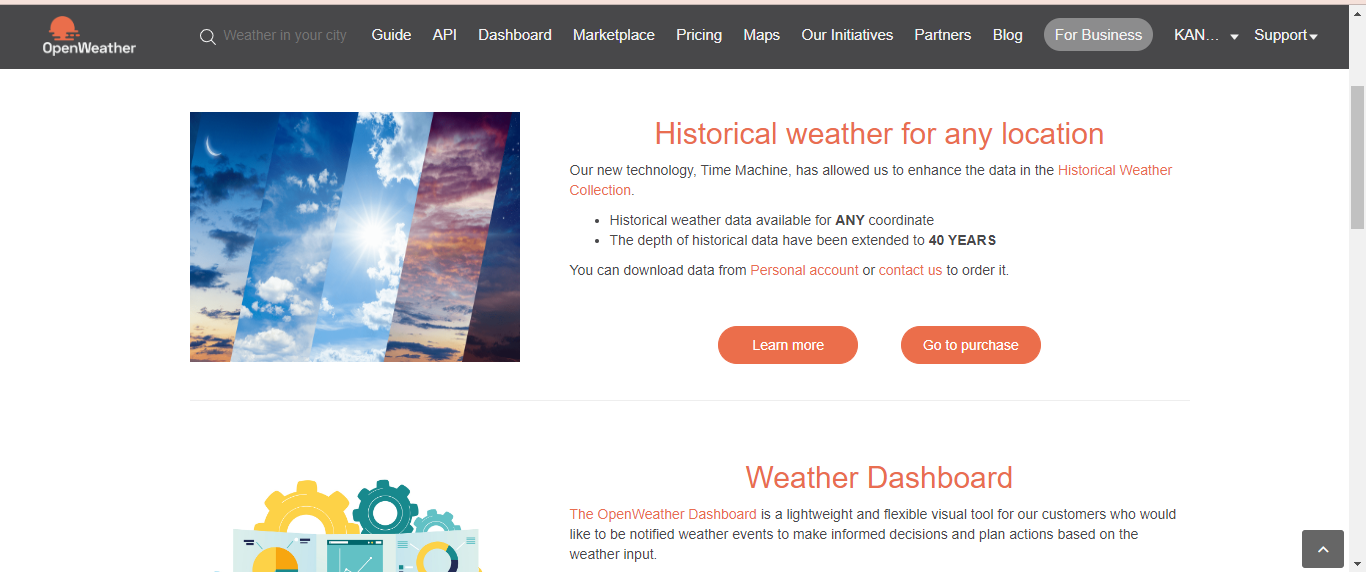 OpenWeather
Weather in your city
Guide
API
Dashboard
Marketplace
Pricing
Maps
Our Initiatives
Partners
Blog
For Business
KAN...
Support
Historical weather for any location
Our new technology, Time Machine, has allowed us to enhance the data in the Historical Weather
Collection.
Historical weather data available for ANY coordinate
The depth of historical data have been extended to 40 YEARS
You can download data from Personal account or contact us to order it.
Learn more
Go to purchase
Weather Dashboard
The OpenWeather Dashboard is a lightweight and flexible visual tool for our customers who would
like to be notified weather events to make informed decisions and plan actions based on the
weather input.